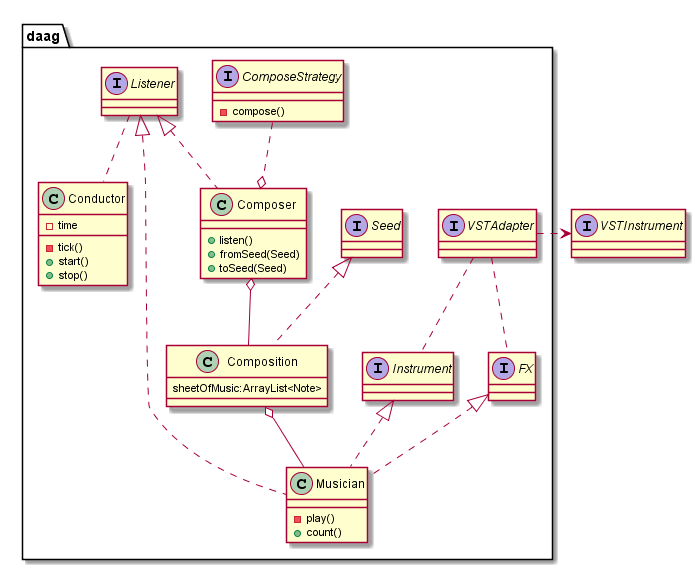 daag
I Listener
I ComposeStrategy
compose()
C Conductor
time
tick()
start()
stop()
C Composer
listen()
fromSeed(Seed)
toSeed(Seed)
I Seed
I VSTAdapter
I VSTInstrument
C Composition
sheetOfMusic:ArrayList<Note>
I Instrument
I FX
C Musician
play()
count()